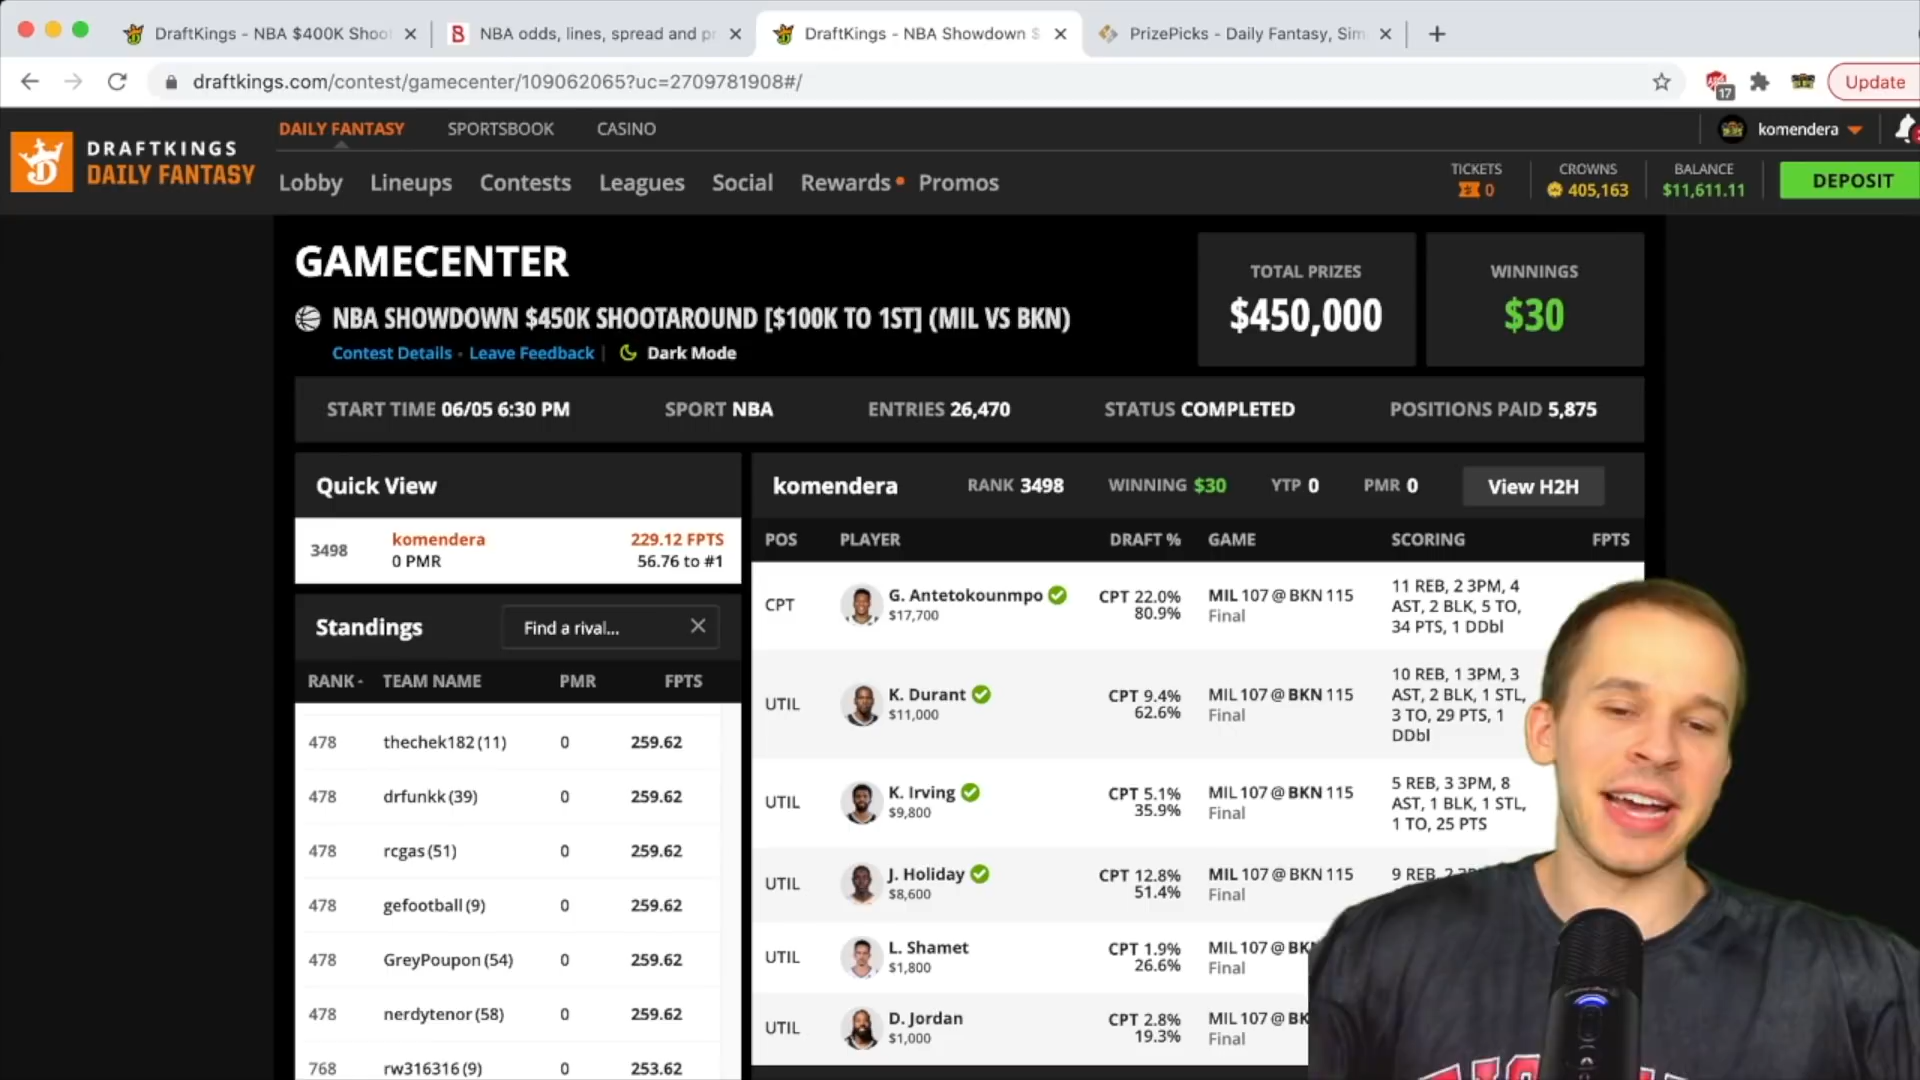 DraftKings - NBA $400K Shoo
NBA odds, lines, spread and pr
DraftKings - NBA Showdown $
PrizePicks - Daily Fantasy, Sim
draftkings.com/contest/gamecenter/109062065?uc=2709781908#/
17
Update
DRAFTKINGS
DAILY FANTASY
DAILY FANTASY SPORTSBOOK CASINO
komendera
Lobby Lineups Contests Leagues Social Rewards Promos
TICKETS
0
CROWNS
405,163
BALANCE
$11,611.11
DEPOSIT
GAMECENTER
NBA SHOWDOWN $450K SHOOTAROUND [$100K TO 1ST] (MIL VS BKN)
Contest Details · Leave Feedback | Dark Mode
TOTAL PRIZES
$450,000
WINNINGS
$30
START TIME 06/05 6:30 PM SPORT NBA ENTRIES 26,470 STATUS COMPLETED POSITIONS PAID 5,875
Quick View
3498
komendera 229.12 FPTS
0 PMR 56.76 to #1
Standings
Find a rival...
RANK TEAM NAME PMR FPTS
478 thechek182 (11) 0 259.62
478 drfunkk (39) 0 259.62
478 rcgas (51) 0 259.62
478 gefootball (9) 0 259.62
478 GreyPoupon (54) 0 259.62
478 nerdytenor (58) 0 259.62
768 rw316316 (9) 0 253.62
komendera RANK 3498 WINNING $30 YTP 0 PMR 0 View H2H
POS PLAYER DRAFT % GAME SCORING FPTS
CPT
G. Antetokounmpo
$17,700
CPT 22.0%
80.9%
MIL 107 @ BKN 115
Final
11 REB, 2 3PM, 4
AST, 2 BLK, 5 TO,
34 PTS, 1 DDbl
UTIL
K. Durant
$11,000
CPT 9.4%
62.6%
MIL 107 @ BKN 115
Final
10 REB, 1 3PM, 3
AST, 2 BLK, 1 STL,
3 TO, 29 PTS, 1
DDbl
UTIL
K. Irving
$9,800
CPT 5.1%
35.9%
MIL 107 @ BKN 115
Final
5 REB, 3 3PM, 8
AST, 1 BLK, 1 STL,
1 TO, 25 PTS
UTIL
J. Holiday
$8,600
CPT 12.8%
51.4%
MIL 107 @ BKN 115
Final
9 REB,
UTIL
L. Shamet
$1,800
CPT 1.9%
26.6%
MIL 107 @ BK
Final
UTIL
D. Jordan
$1,000
CPT 2.8%
19.3%
MIL 107 @ BK
Final